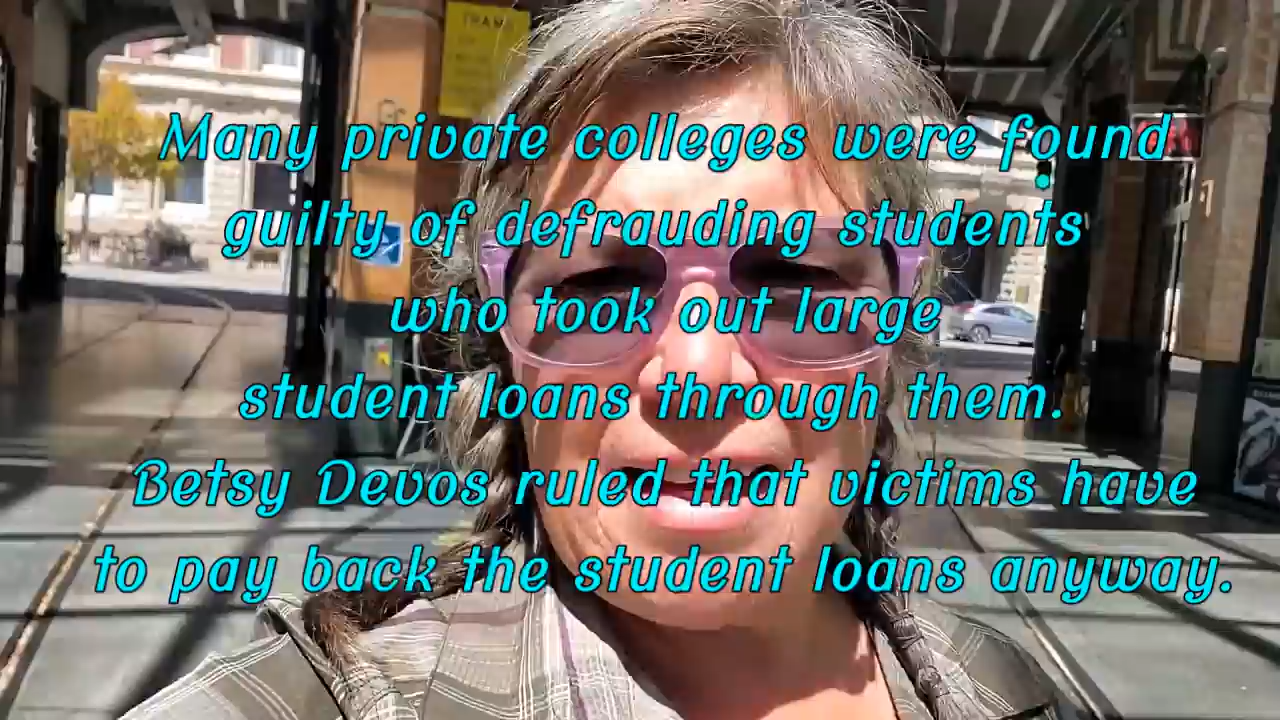 TRAMS
Many private colleges were found
guilty of defrauding students
who took out large
student loans through them.
Betsy Devos ruled that victims have
to pay back the student loans anyway.